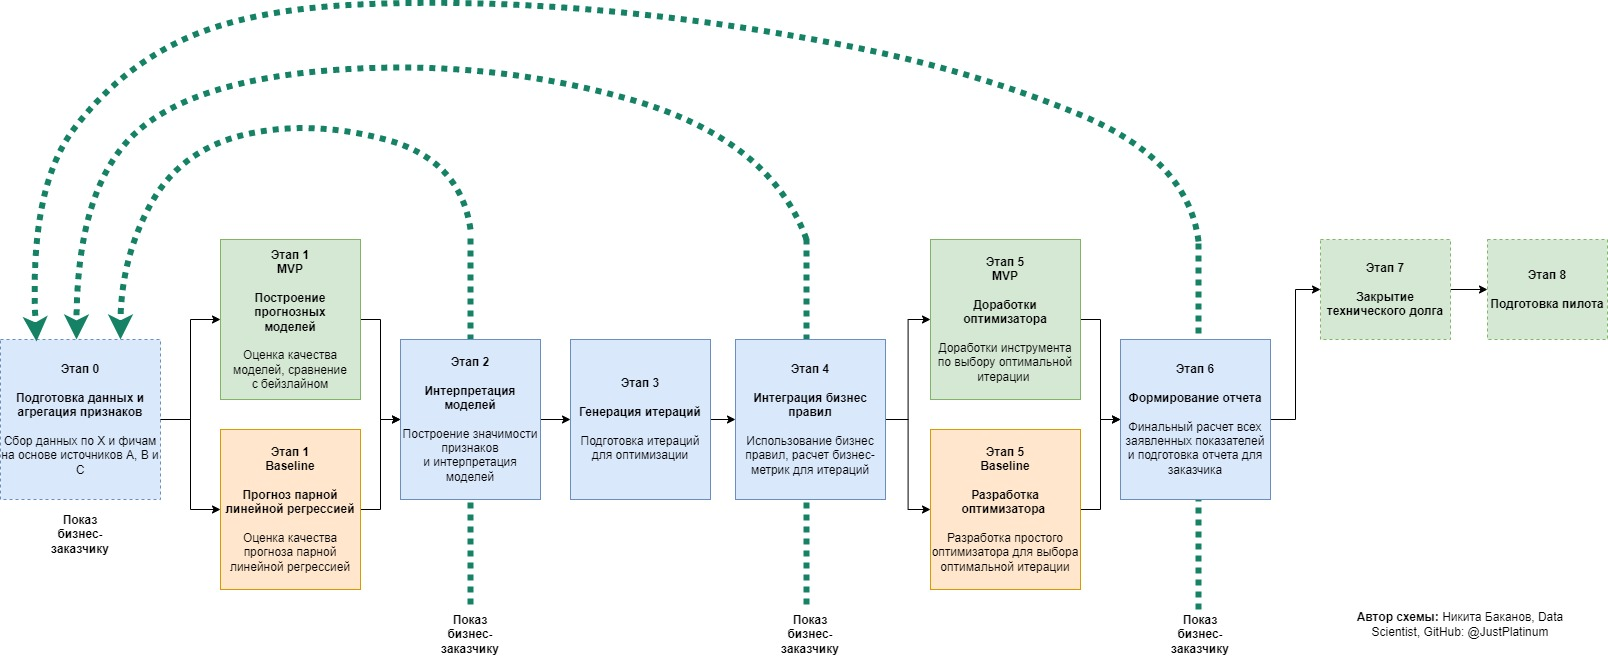 Этап 0
Подготовка данных и
агрегация признаков
Сбор данных по X и фичам
на основе источников A, B и
C
Показ
бизнес-
заказчику
Этап 1
MVP
Построение
прогнозных
моделей
Оценка качества
моделей, сравнение
с бейзлайном
Этап 1
Baseline
Прогноз парной
линейной регрессией
Оценка качества
прогноза парной
линейной регрессией
Этап 2
Интерпретация
моделей
Построение значимости
признаков
и интерпретация
моделей
Показ
бизнес-
заказчику
Этап 3
Генерация итераций
Подготовка итераций
для оптимизации
Этап 4
Интеграция бизнес
правил
Использование бизнес
правил, расчет бизнес-
метрик для итераций
Показ
бизнес-
заказчику
Этап 5
MVP
Доработки
оптимизатора
Доработки инструмента
по выбору оптимальной
итерации
Этап 5
Baseline
Разработка
оптимизатора
Разработка простого
оптимизатора для выбора
оптимальной итерации
Этап 6
Формирование отчета
Финальный расчет всех
заявленных показателей
и подготовка отчета для
заказчика
Показ
бизнес-
заказчику
Этап 7
Закрытие
технического долга
Этап 8
Подготовка пилота
Автор схемы: Никита Баканов, Data
Scientist, GitHub: @JustPlatinum